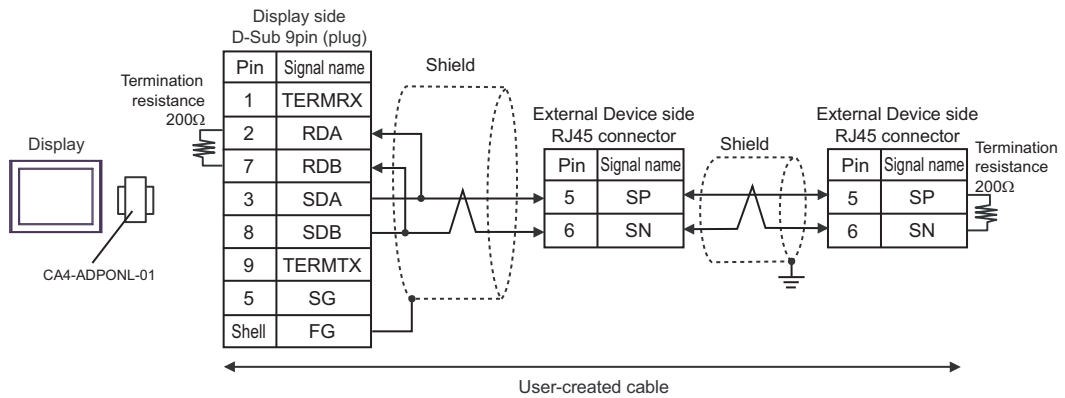 Display side
D-Sub 9pin (plug)
Pin Signal name
1 TERMRX
2 RDA
7 RDB
3 SDA
8 SDB
9 TERMTX
5 SG
Shell FG
Termination
resistance
200Ω
Display
CA4-ADPONL-01
Shield
External Device side
RJ45 connector
Pin Signal name
5 SP
6 SN
Shield
External Device side
RJ45 connector
Pin Signal name
5 SP
6 SN
Termination
resistance
200Ω
User-created cable